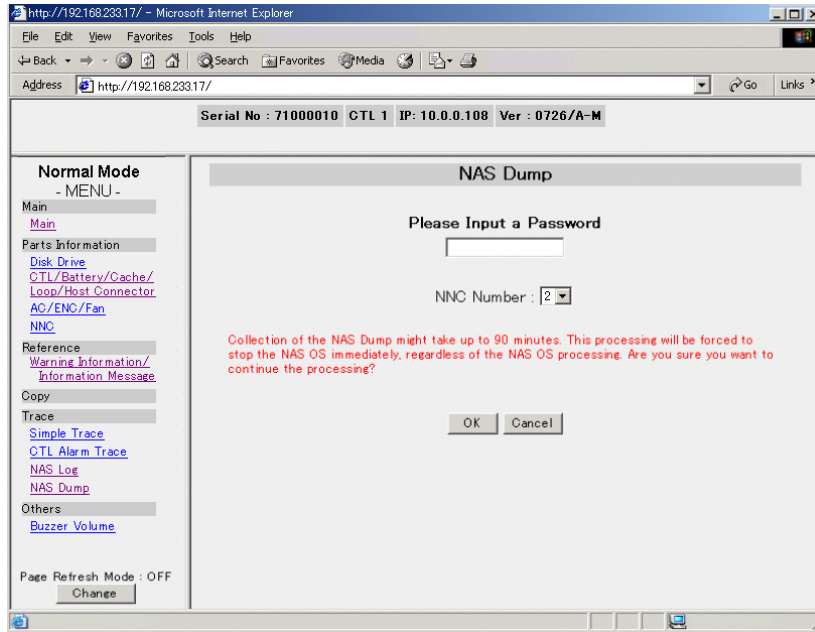 http://192.168.233.17/ - Microsoft Internet Explorer
File Edit View Favorites Tools Help
Back Search Favorites Media
Address http://192.168.233.17/ Go Links
Serial No : 71000010 CTL 1 IP: 10.0.0.108 Ver : 0726/A-M
Normal Mode
- MENU -
Main
Main
Parts Information
Disk Drive
CTL/Battery/Cache/
Loop/Host Connector
AC/ENC/Fan
NNC
Reference
Warning Information/
Information Message
Copy
Trace
Simple Trace
CTL Alarm Trace
NAS Log
NAS Dump
Others
Buzzer Volume
Page Refresh Mode : OFF
Change
NAS Dump
Please Input a Password
NNC Number : 2
Collection of the NAS Dump might take up to 90 minutes. This processing will be forced to
stop the NAS OS immediately, regardless of the NAS OS processing. Are you sure you want to
continue the processing?
OK Cancel